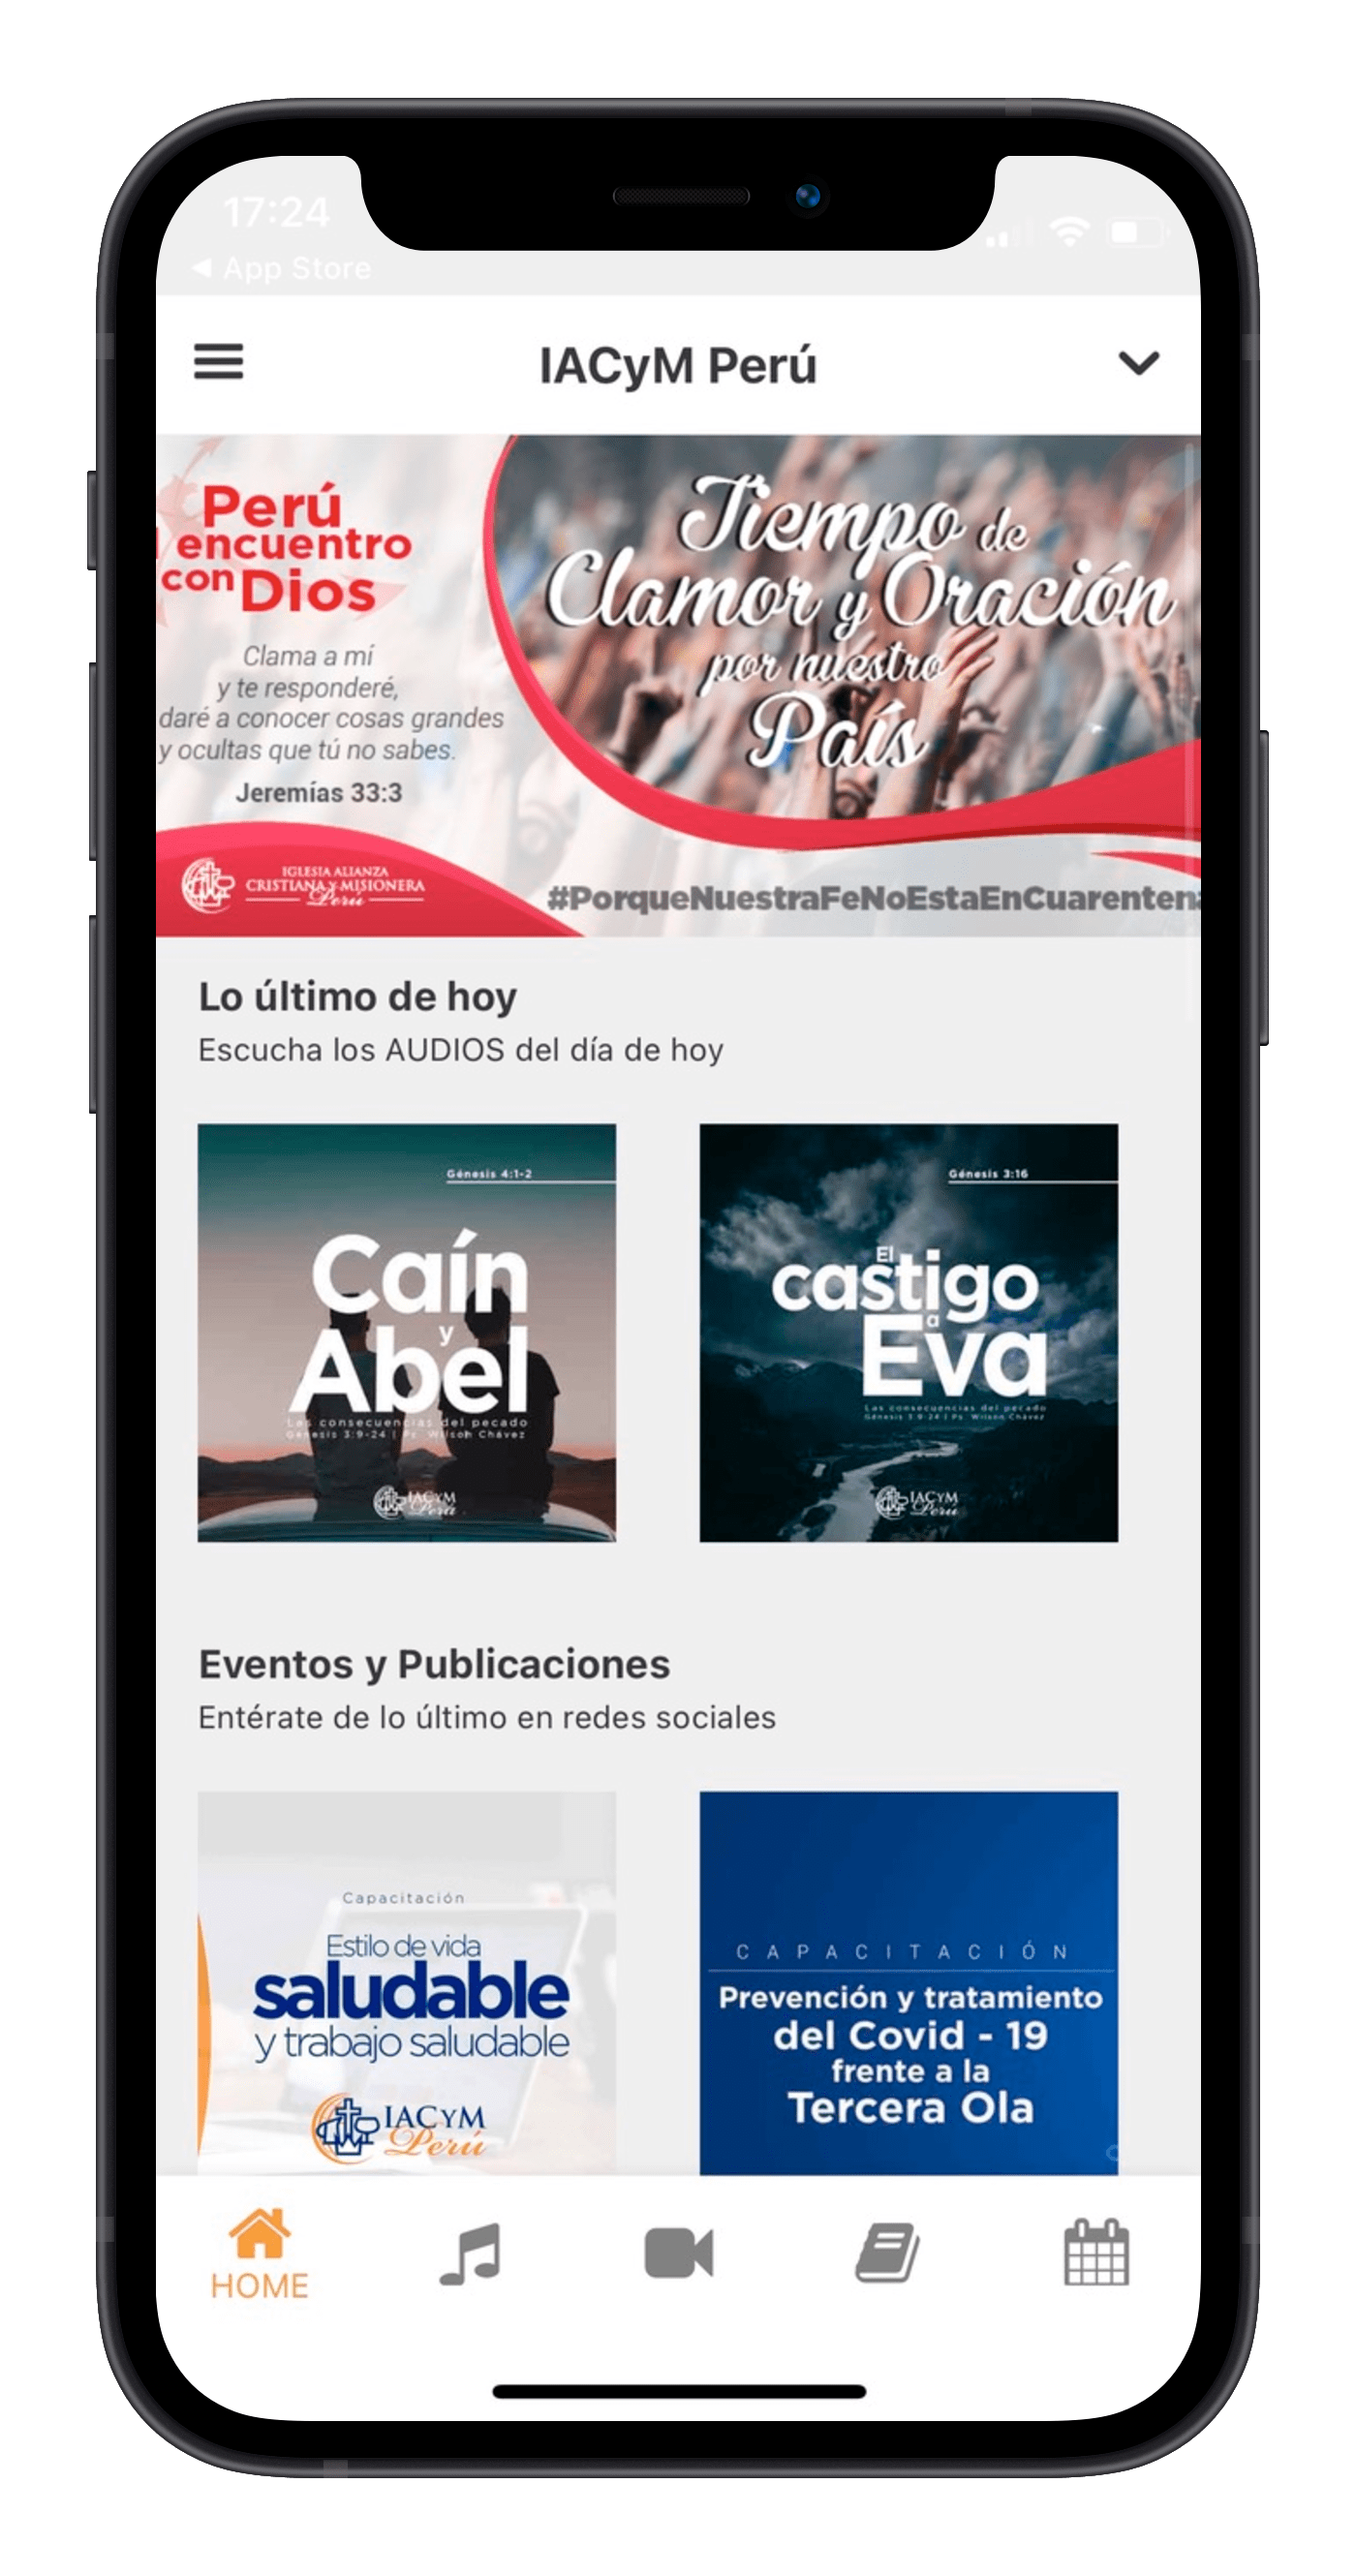 17:24
App Store
IACyM Perú
Perú
encuentro
con Dios
Clama a mí
y te responderé,
daré a conocer cosas grandes
y ocultas que tú no sabes.
Jeremías 33:3
Tiempo de
Clamor y Oración
por nuestro
País
IGLESIA ALIANZA
CRISTIANA Y MISIONERA
Perú
#PorqueNuestraFeNoEstaEnCuarentena
Lo último de hoy
Escucha los AUDIOS del día de hoy
Génesis 4:1-2
Caín
y
Abel
Las consecuencias del pecado
Génesis 3:9-24 | Ps. Wilson Chávez
IACYM
Perú
Génesis 3:16
El
castigo
a
Eva
Las consecuencias del pecado
Génesis 3:9-24 | Ps. Wilson Chávez
IACYM
Perú
Eventos y Publicaciones
Entérate de lo último en redes sociales
Capacitación
Estilo de vida
saludable
y trabajo saludable
IACYM
Perú
CAPACITACIÓN
Prevención y tratamiento
del Covid - 19
frente a la
Tercera Ola
HOME